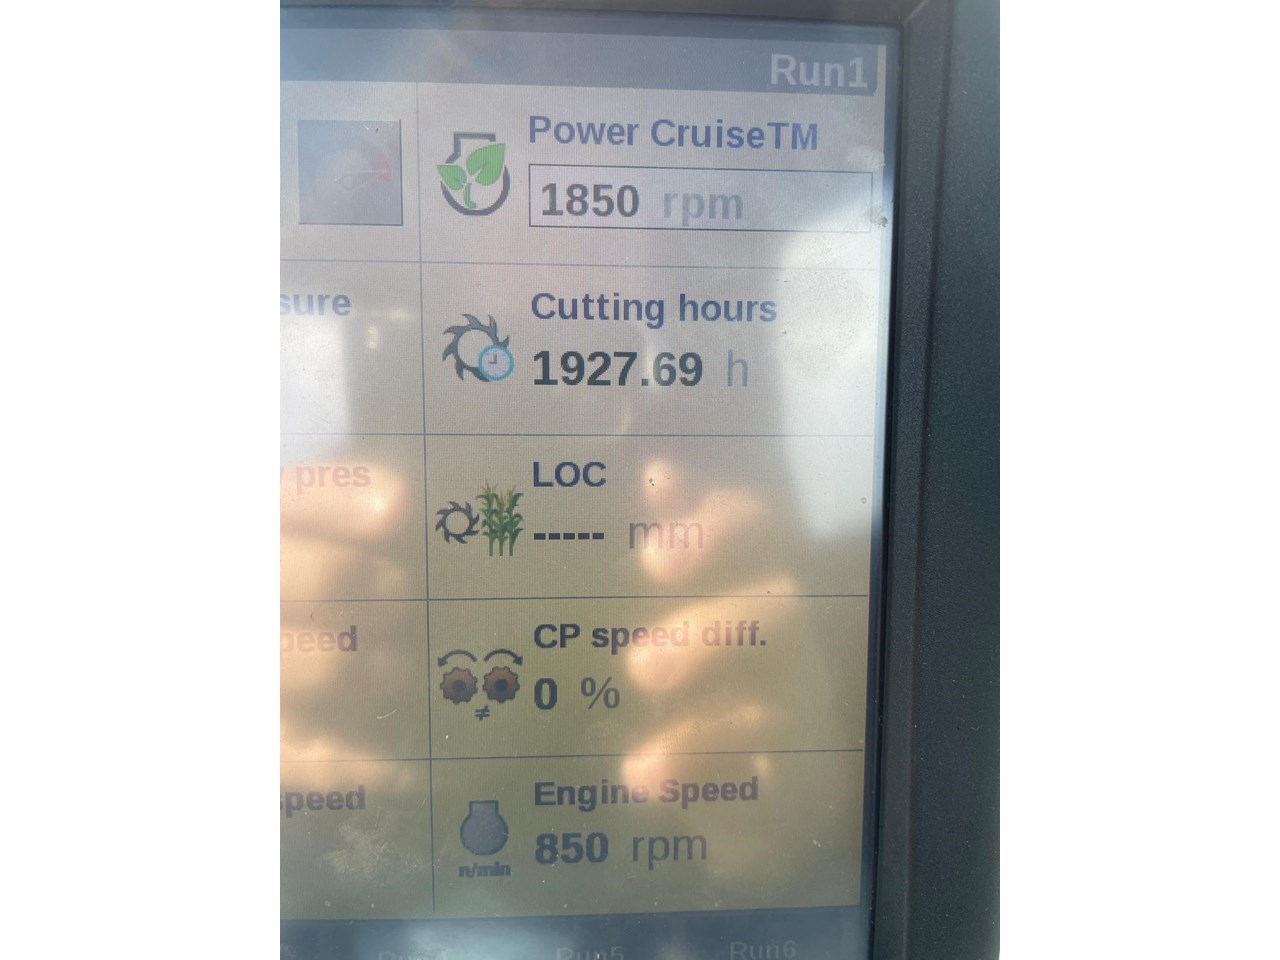 Run1
Power CruiseTM
1850 rpm
sure
Cutting hours
1927.69 h
pres
LOC
----- mm
peed
CP speed diff.
0 %
≠
speed
Engine Speed
850 rpm
n/min
Run5
Run6